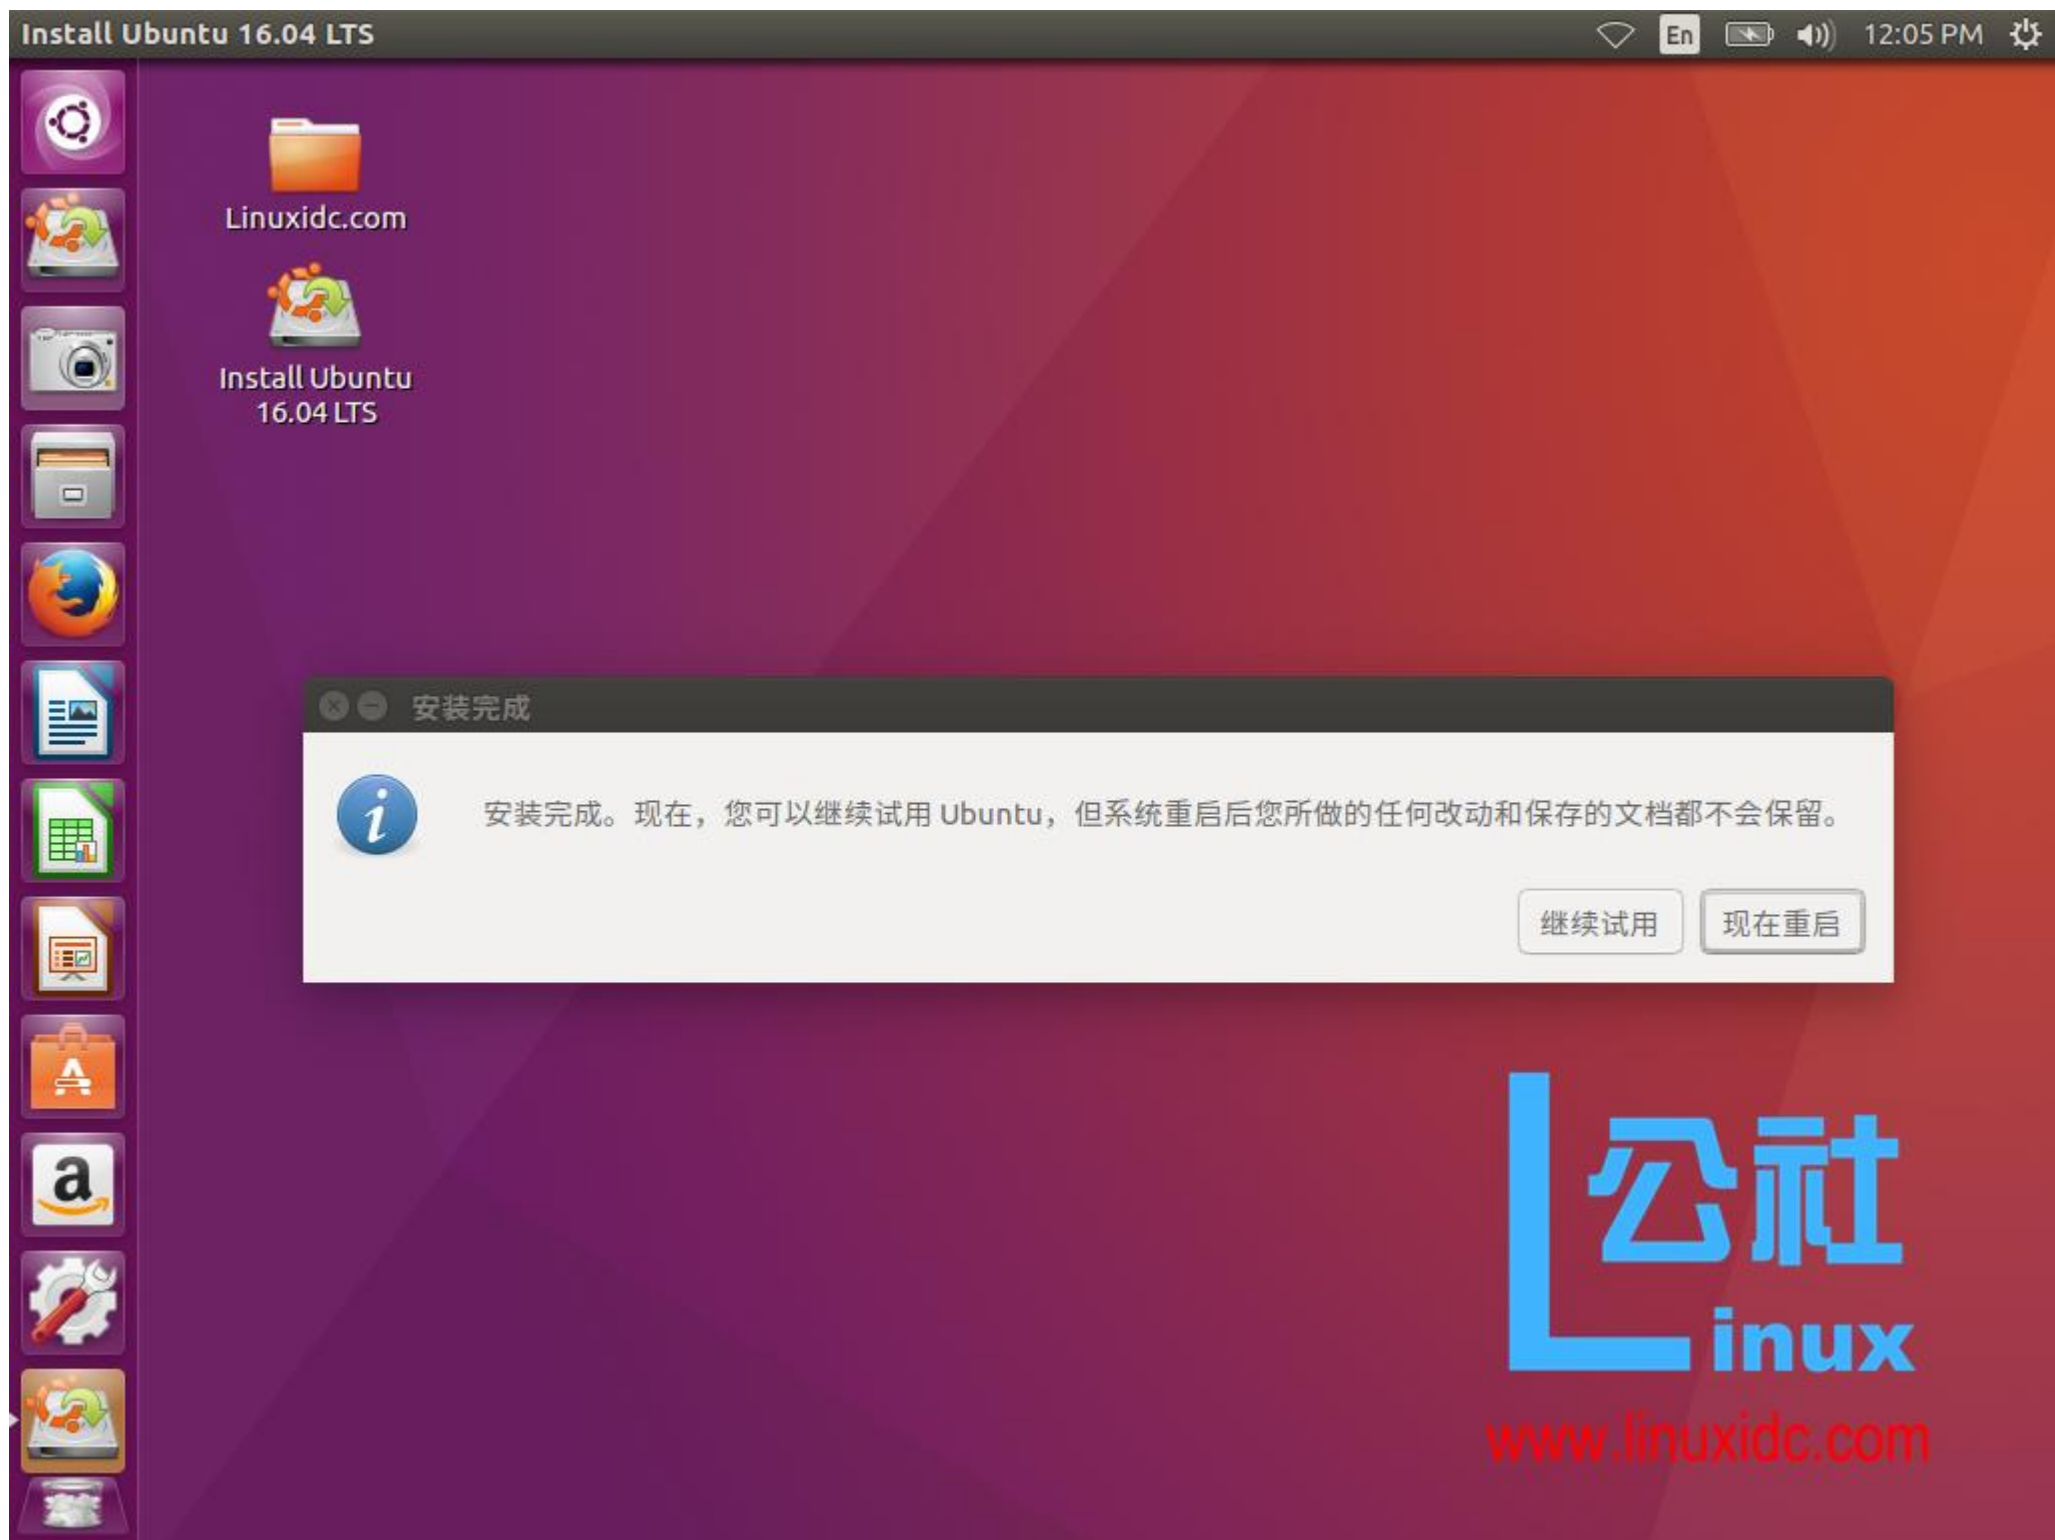 Install Ubuntu 16.04 LTS
En
12:05 PM
Linuxidc.com
Install Ubuntu
16.04 LTS
安装完成
安装完成。现在，您可以继续试用 Ubuntu，但系统重启后您所做的任何改动和保存的文档都不会保留。
继续试用
现在重启
公社
Linux
www.linuxidc.com